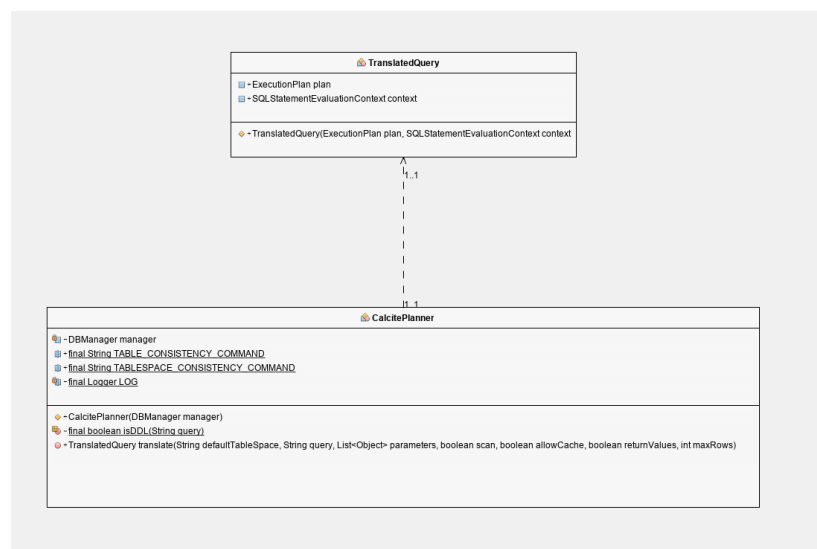 TranslatedQuery
+ExecutionPlan plan
+SQLStatementEvaluationContext context
+TranslatedQuery(ExecutionPlan plan, SQLStatementEvaluationContext context
1..1
1..1
CalcitePlanner
-DBManager manager
+final String TABLE_CONSISTENCY_COMMAND
+final String TABLESPACE_CONSISTENCY_COMMAND
-final Logger LOG
+CalcitePlanner(DBManager manager)
~final boolean isDDL(String query)
+TranslatedQuery translate(String defaultTableSpace, String query, List<Object> parameters, boolean scan, boolean allowCache, boolean returnValues, int maxRows)